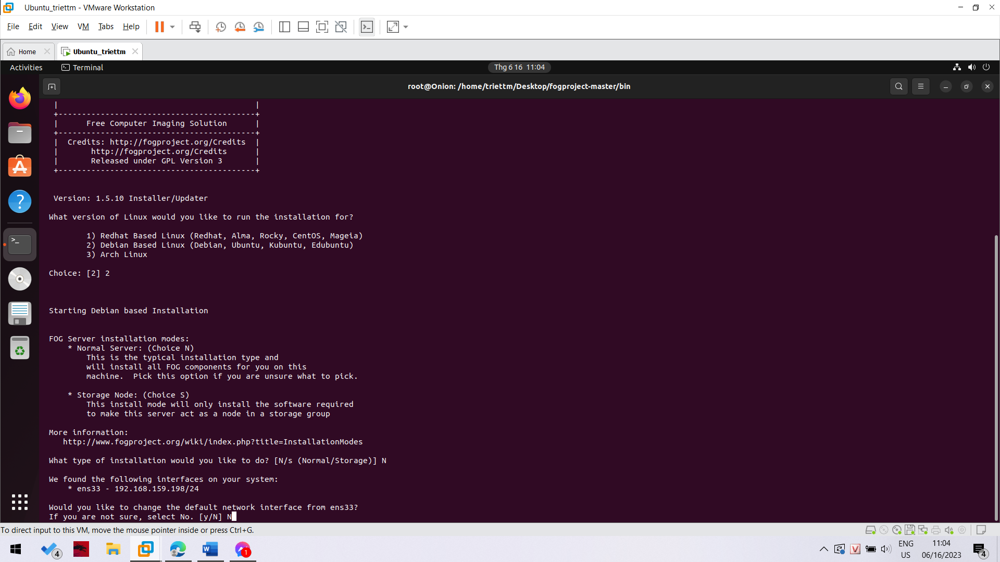 Ubuntu_triettm - VMware Workstation
File Edit View VM Tabs Help
Home
Ubuntu_triettm
Activities
Terminal
Thg 6 16 11:04
root@Onion: /home/triettm/Desktop/fogproject-master/bin
|                                          |
+------------------------------------------+
|      Free Computer Imaging Solution      |
+------------------------------------------+
|  Credits: http://fogproject.org/Credits  |
|       http://fogproject.org/Credits      |
|       Released under GPL Version 3       |
+------------------------------------------+
Version: 1.5.10 Installer/Updater
What version of Linux would you like to run the installation for?
1) Redhat Based Linux (Redhat, Alma, Rocky, CentOS, Mageia)
2) Debian Based Linux (Debian, Ubuntu, Kubuntu, Edubuntu)
3) Arch Linux
Choice: [2] 2
Starting Debian based Installation
FOG Server installation modes:
* Normal Server: (Choice N)
This is the typical installation type and
will install all FOG components for you on this
machine.  Pick this option if you are unsure what to pick.
* Storage Node: (Choice S)
This install mode will only install the software required
to make this server act as a node in a storage group
More information:
http://www.fogproject.org/wiki/index.php?title=InstallationModes
What type of installation would you like to do? [N/s (Normal/Storage)] N
We found the following interfaces on your system:
* ens33 - 192.168.159.198/24
Would you like to change the default network interface from ens33?
If you are not sure, select No. [y/N] N
To direct input to this VM, move the mouse pointer inside or press Ctrl+G.
4
W
1
V
ENG
US
11:04
06/16/2023
4